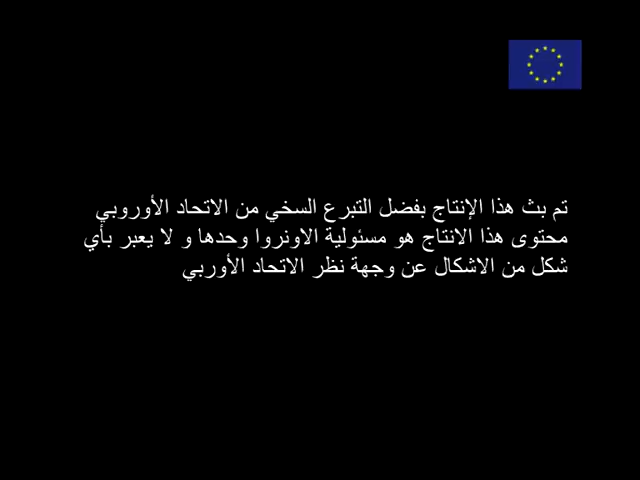 تم بث هذا الإنتاج بفضل التبرع السخي من الاتحاد الأوروبي
محتوى هذا الانتاج هو مسئولية الاونروا وحدها و لا يعبر بأي
شكل من الاشكال عن وجهة نظر الاتحاد الأوربي